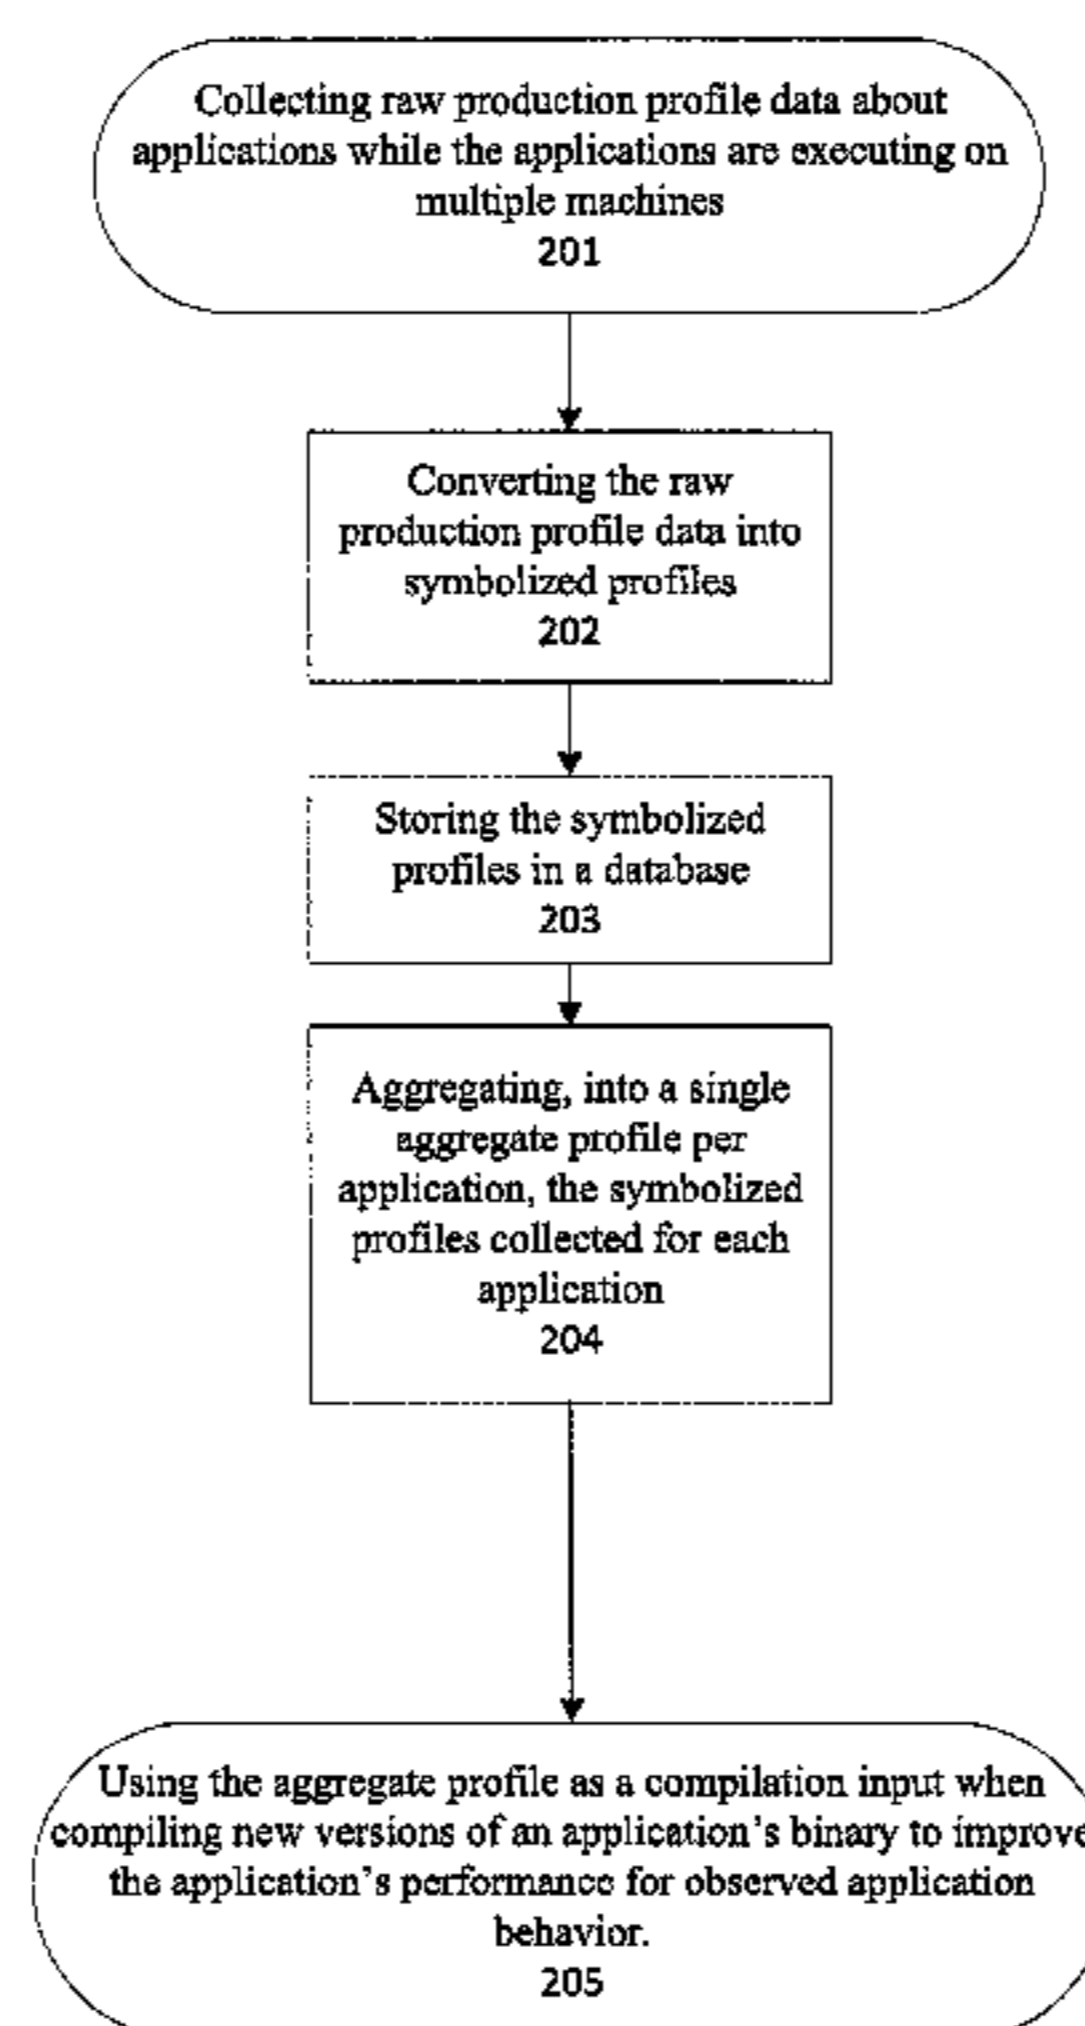 Collecting raw production profile data about
applications while the applications are executing on
multiple machines
201
Converting the raw
production profile data into
symbolized profiles
202
Storing the symbolized
profiles in a database
203
Aggregating, into a single
aggregate profile per
application, the symbolized
profiles collected for each
application
204
Using the aggregate profile as a compilation input when
compiling new versions of an application's binary to improve
the application's performance for observed application
behavior.
205